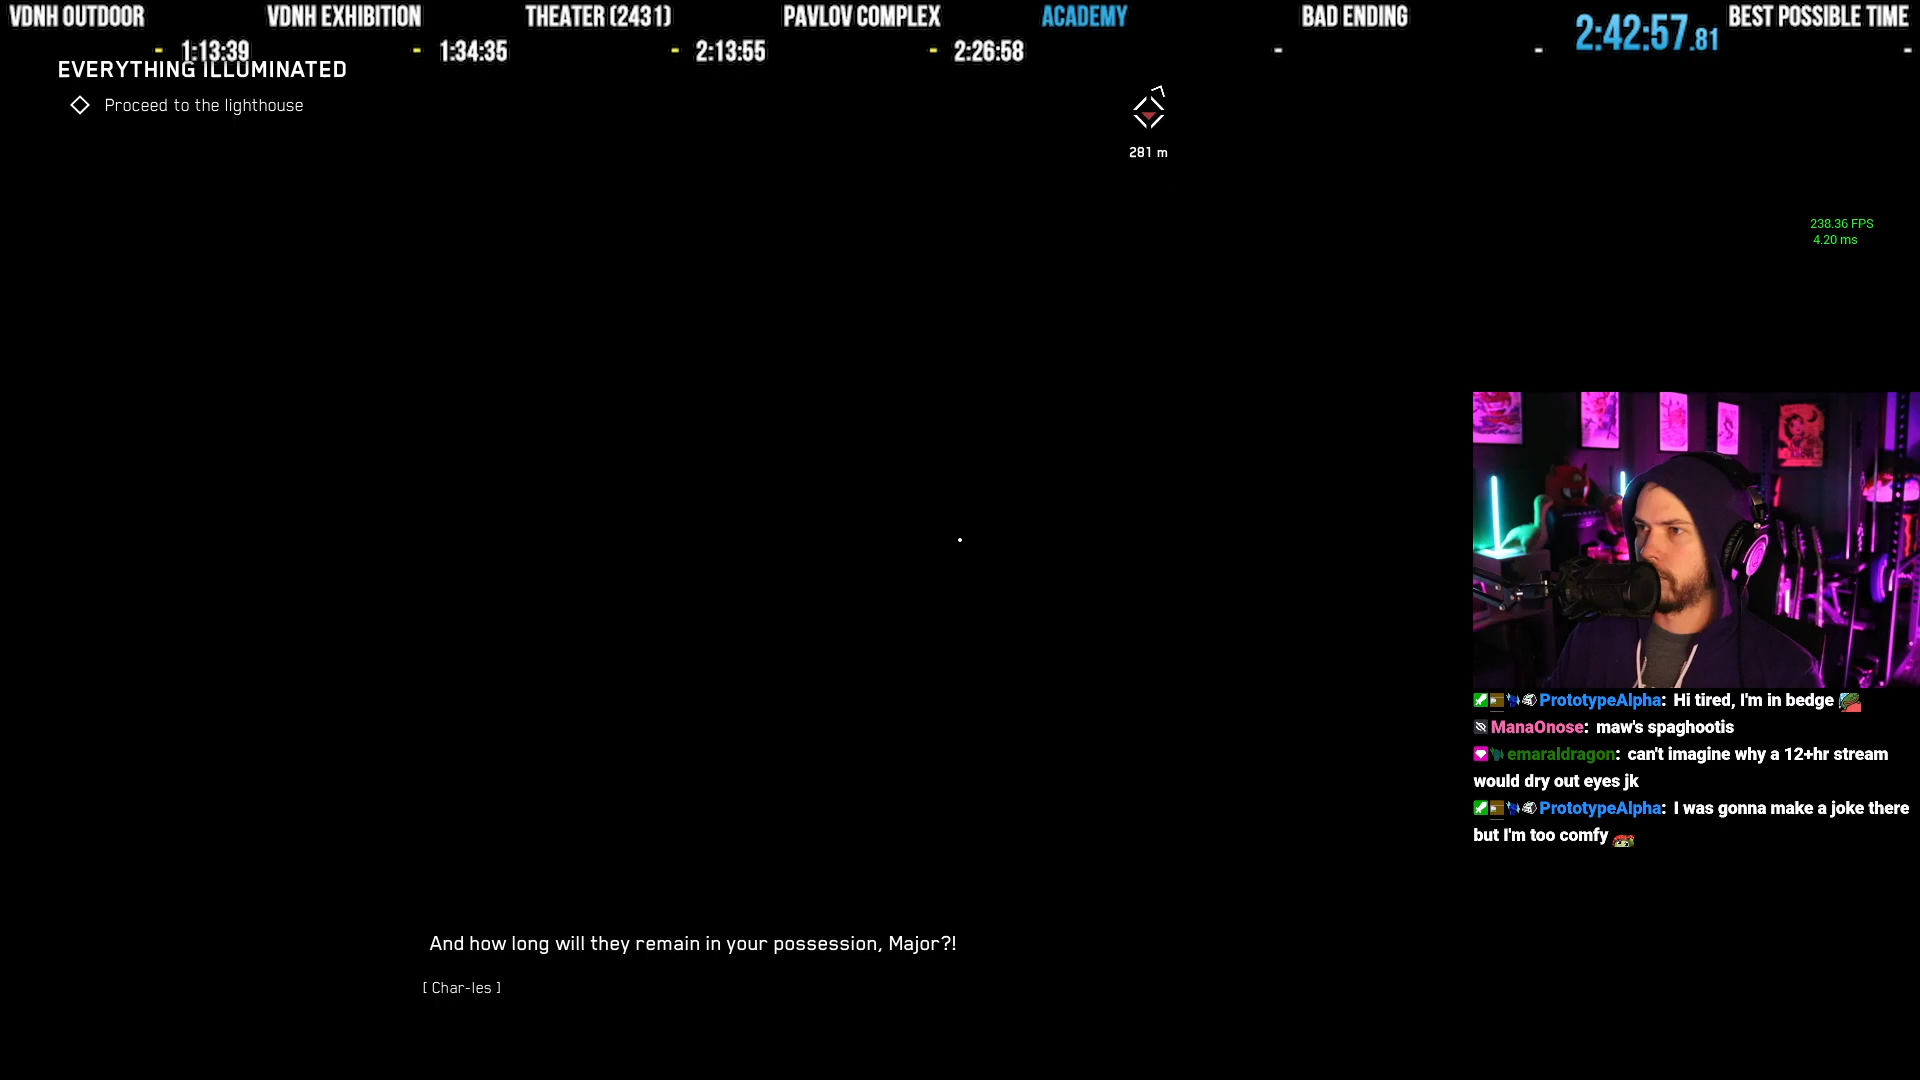 VDNH OUTDOOR
- 1:13:39
VDNH EXHIBITION
- 1:34:35
THEATER (2431)
- 2:13:55
PAVLOV COMPLEX
- 2:26:58
ACADEMY
-
BAD ENDING
-
2:42:57.81
BEST POSSIBLE TIME
-
EVERYTHING ILLUMINATED
Proceed to the lighthouse
281 m
238.36 FPS
4.20 ms
PrototypeAlpha: Hi tired, I'm in bedge
ManaOnose: maw's spaghootis
emaraldragon: can't imagine why a 12+hr stream
would dry out eyes jk
PrototypeAlpha: I was gonna make a joke there
but I'm too comfy
And how long will they remain in your possession, Major?!
[ Char-les ]